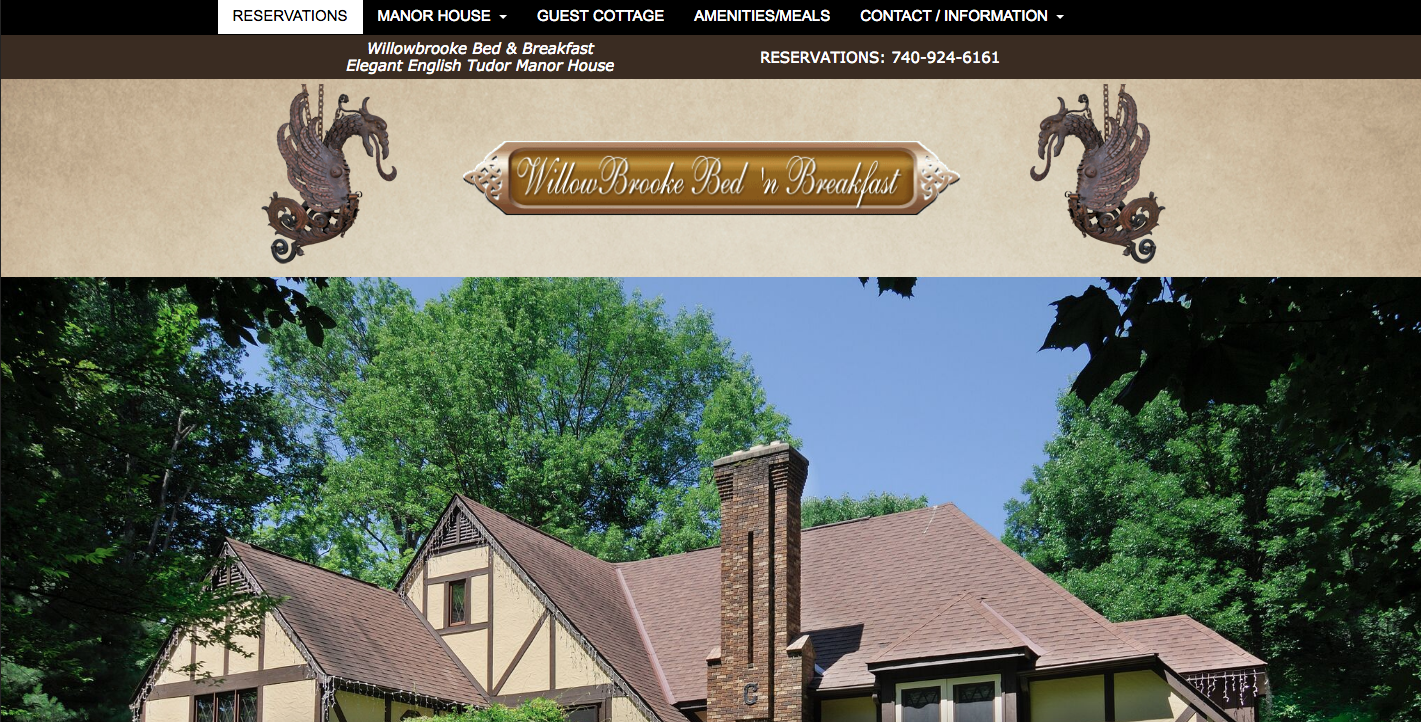 RESERVATIONS MANOR HOUSE GUEST COTTAGE AMENITIES/MEALS CONTACT / INFORMATION
Willowbrooke Bed & Breakfast
Elegant English Tudor Manor House
RESERVATIONS: 740-924-6161
WillowBrooke Bed 'n Breakfast
G